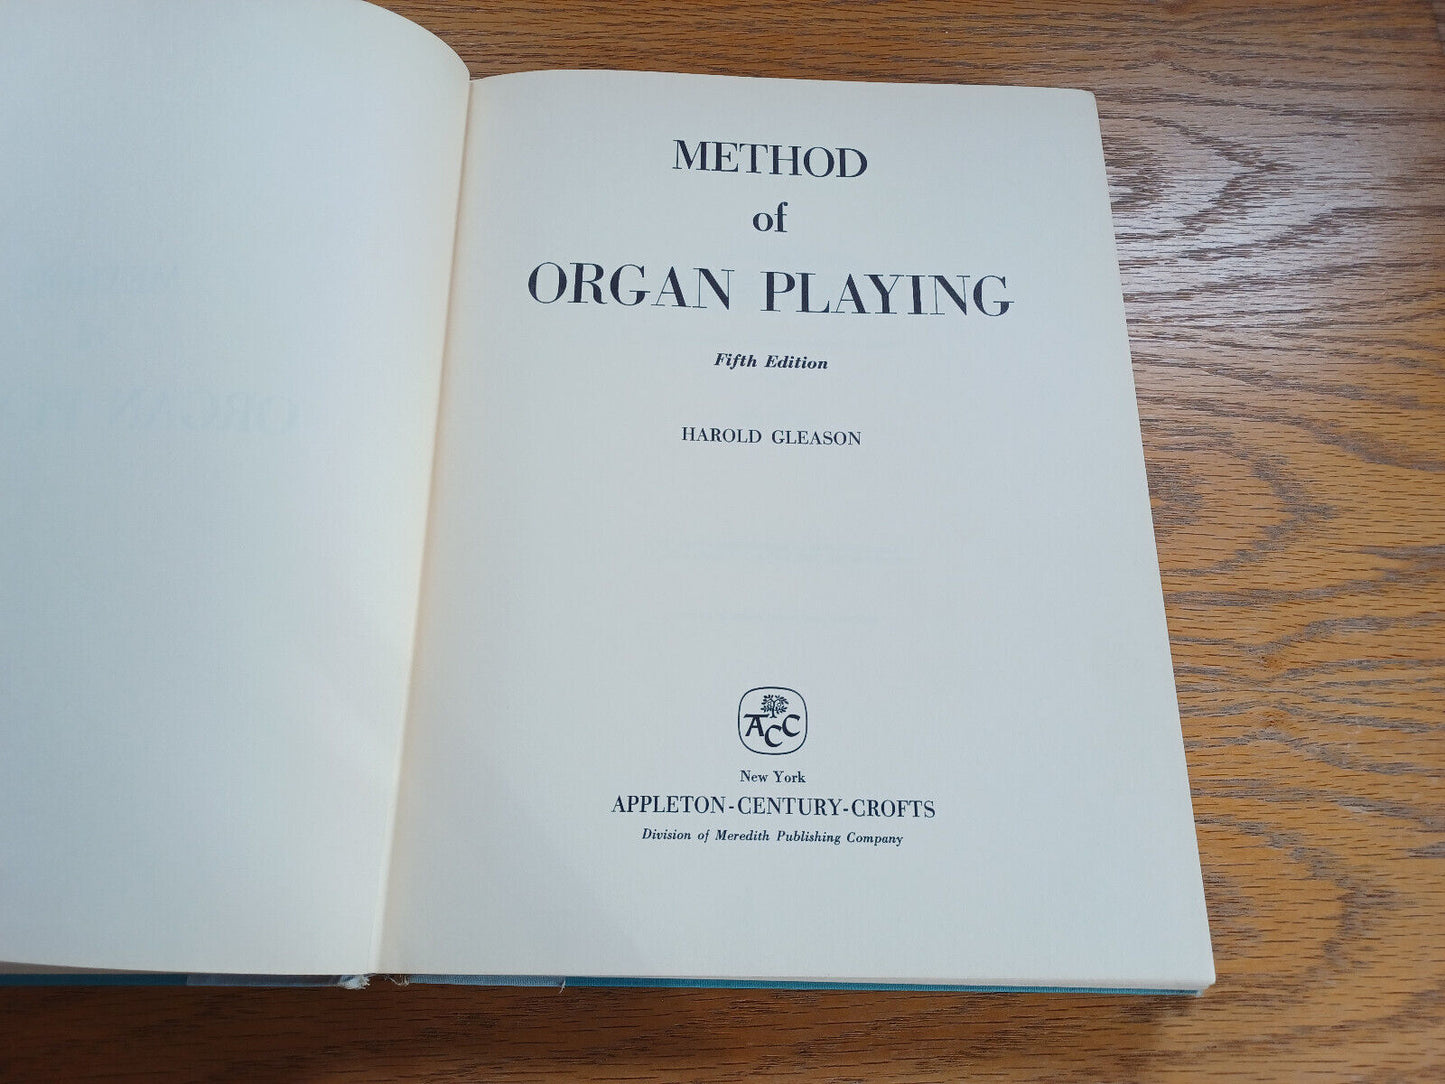 METHOD
of
ORGAN PLAYING
Fifth Edition
HAROLD GLEASON
ACC
New York
APPLETON-CENTURY-CROFTS
Division of Meredith Publishing Company